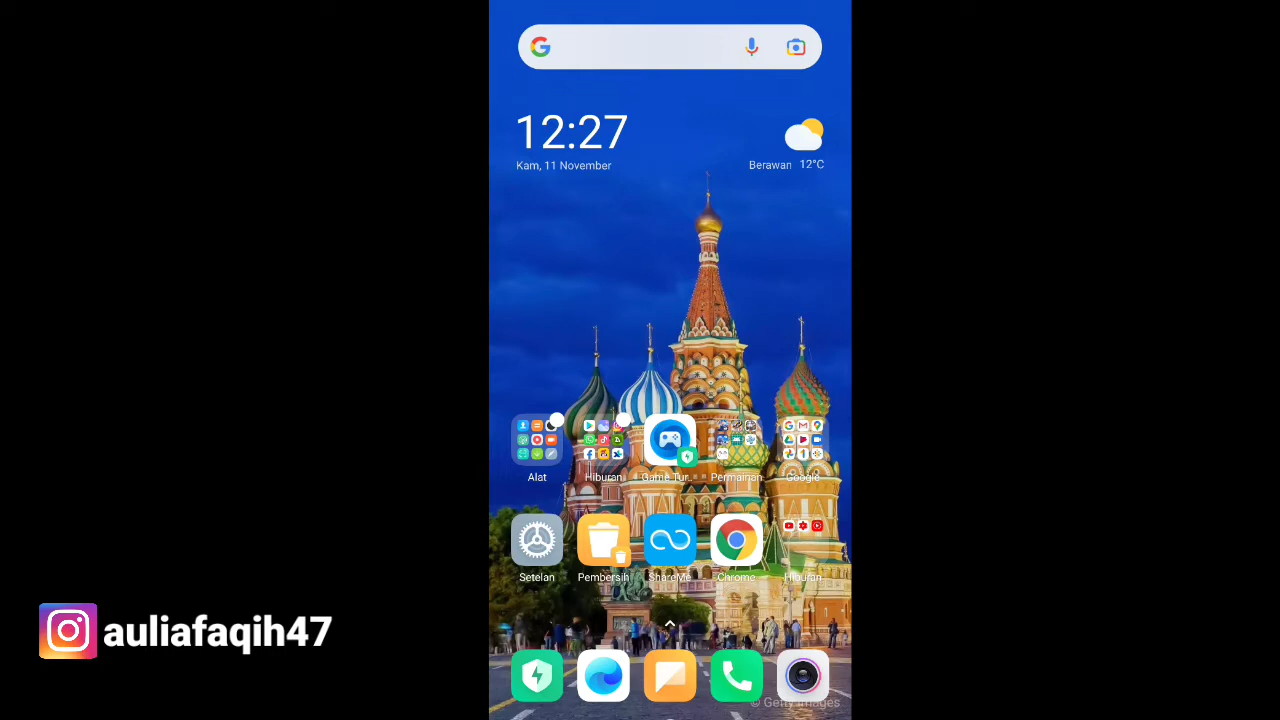 12:27
Kam, 11 November
Berawan 12°C
Alat
Hiburan
Game Tur..
Permainan
Google
Setelan
Pembersih
ShareMe
Chrome
Hiburan
auliafaqih47
© Getty Images